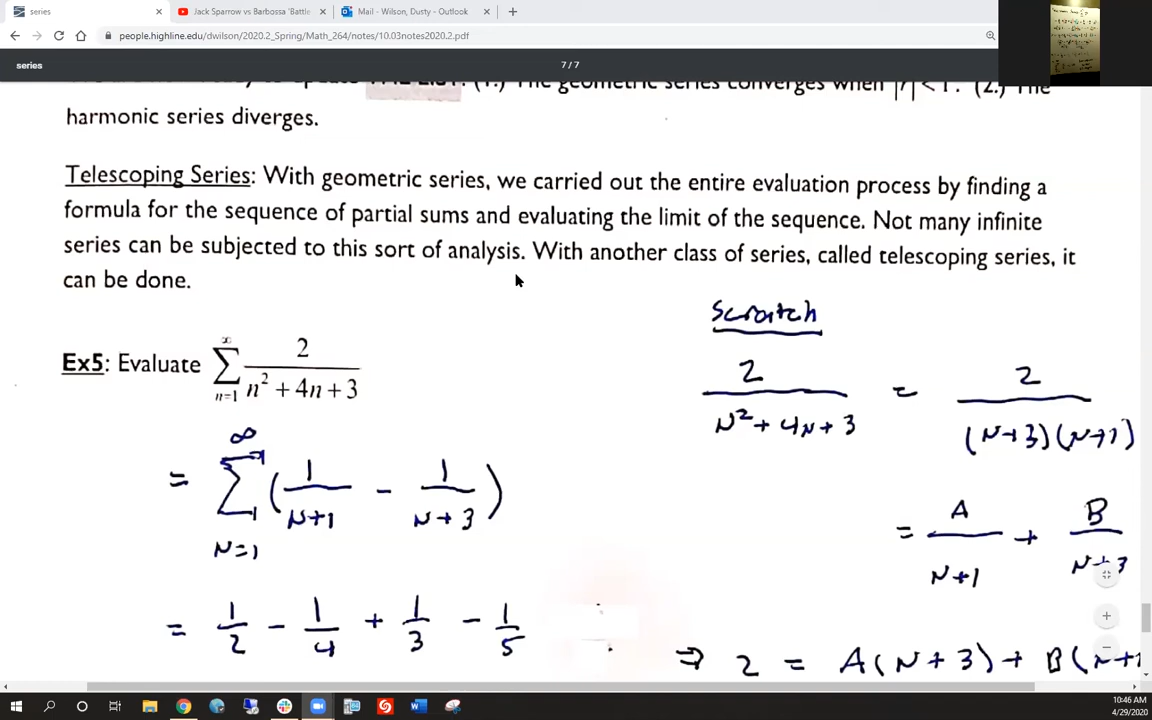 series
Jack Sparrow vs Barbossa 'Battle
Mail - Wilson, Dusty - Outlook
people.highline.edu/dwilson/2020.2_Spring/Math_264/notes/10.03notes2020.2.pdf
series
7/7
(1.) The geometric series converges when |r| < 1. (2.) The
harmonic series diverges.
Telescoping Series: With geometric series, we carried out the entire evaluation process by finding a
formula for the sequence of partial sums and evaluating the limit of the sequence. Not many infinite
series can be subjected to this sort of analysis. With another class of series, called telescoping series, it
can be done.
Scratch
Ex5: Evaluate ∑_{n=1}^{∞} 2/(n² + 4n + 3)
2/(N² + 4N + 3) = 2/((N+3)(N+1))
= ∑_{N=1}^{∞} (1/(N+1) - 1/(N+3))
= A/(N+1) + B/(N+3)
= 1/2 - 1/4 + 1/3 - 1/5
⇒ 2 = A(N+3) + B(N+1
10:46 AM
4/29/2020